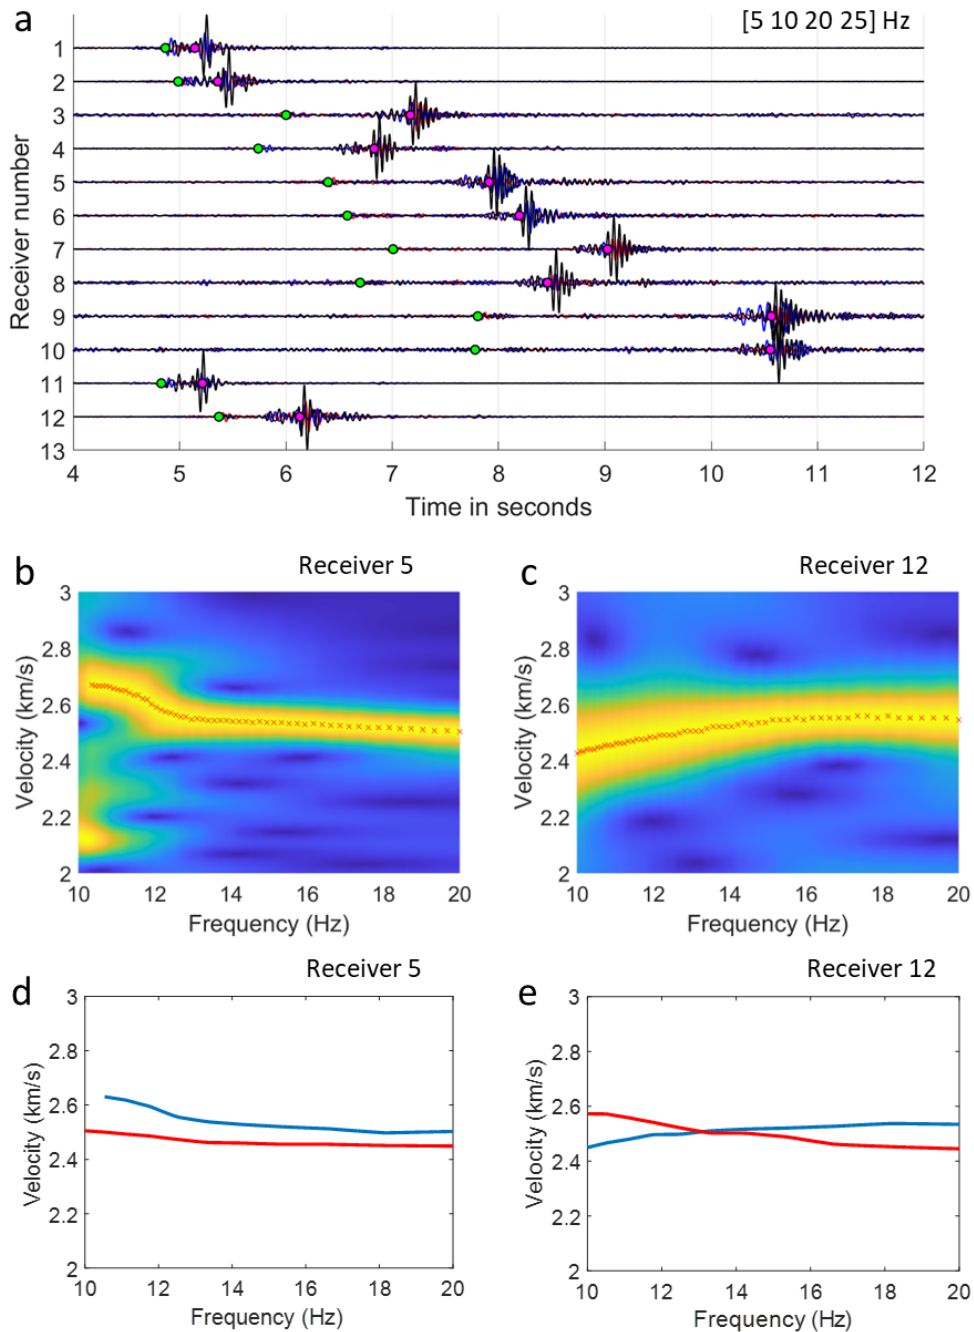 a
[5 10 20 25] Hz
Receiver number
1
2
3
4
5
6
7
8
9
10
11
12
13
4 5 6 7 8 9 10 11 12
Time in seconds
b
Receiver 5
Velocity (km/s)
3
2.8
2.6
2.4
2.2
2
10 12 14 16 18 20
Frequency (Hz)
c
Receiver 12
Velocity (km/s)
3
2.8
2.6
2.4
2.2
2
10 12 14 16 18 20
Frequency (Hz)
d
Receiver 5
Velocity (km/s)
3
2.8
2.6
2.4
2.2
2
10 12 14 16 18 20
Frequency (Hz)
e
Receiver 12
Velocity (km/s)
3
2.8
2.6
2.4
2.2
2
10 12 14 16 18 20
Frequency (Hz)